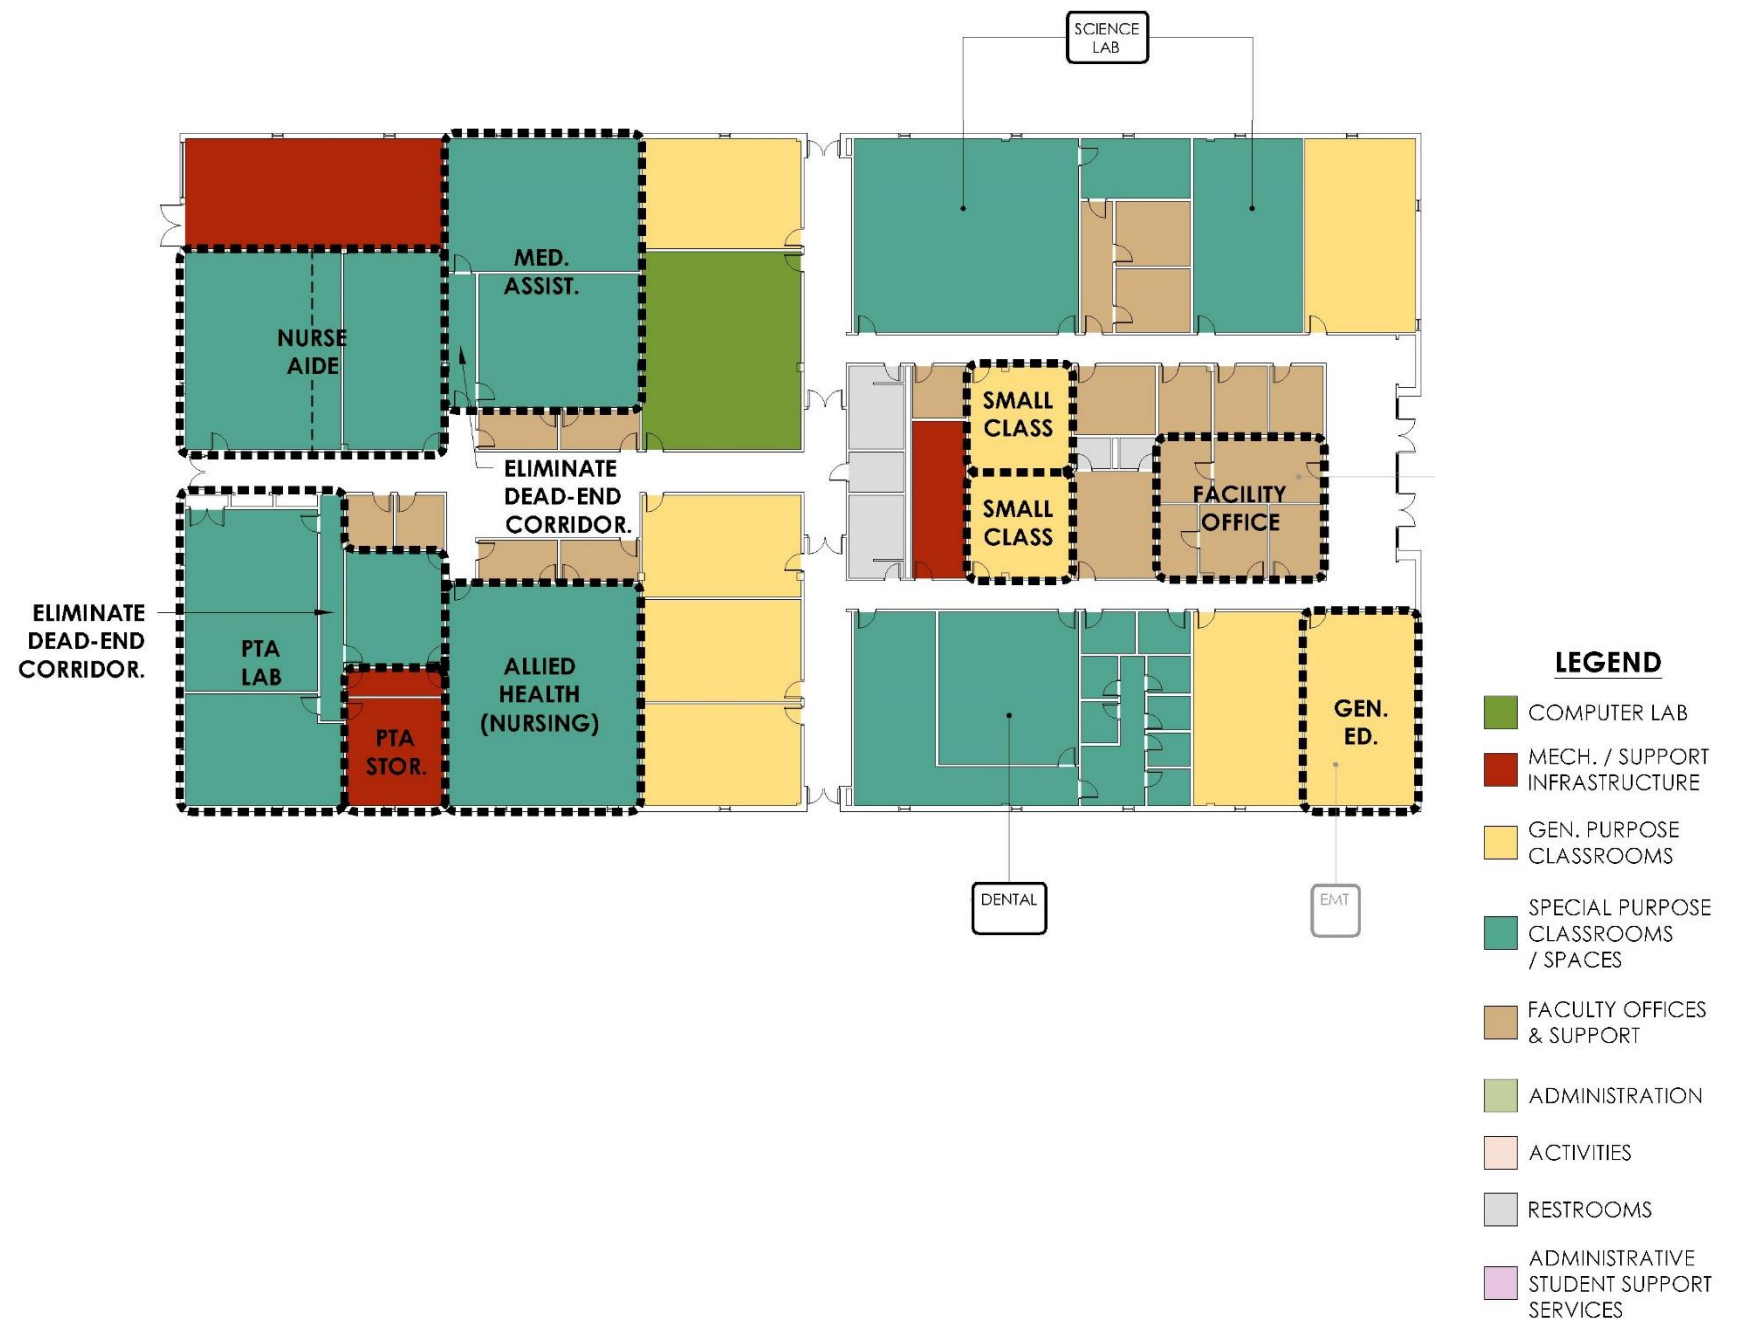 SCIENCE
LAB
MED.
ASSIST.
NURSE
AIDE
ELIMINATE
DEAD-END
CORRIDOR.
SMALL
CLASS
SMALL
CLASS
FACILITY
OFFICE
ELIMINATE
DEAD-END
CORRIDOR.
PTA
LAB
PTA
STOR.
ALLIED
HEALTH
(NURSING)
GEN.
ED.
DENTAL
EMT
LEGEND
COMPUTER LAB
MECH. / SUPPORT
INFRASTRUCTURE
GEN. PURPOSE
CLASSROOMS
SPECIAL PURPOSE
CLASSROOMS
/ SPACES
FACULTY OFFICES
& SUPPORT
ADMINISTRATION
ACTIVITIES
RESTROOMS
ADMINISTRATIVE
STUDENT SUPPORT
SERVICES